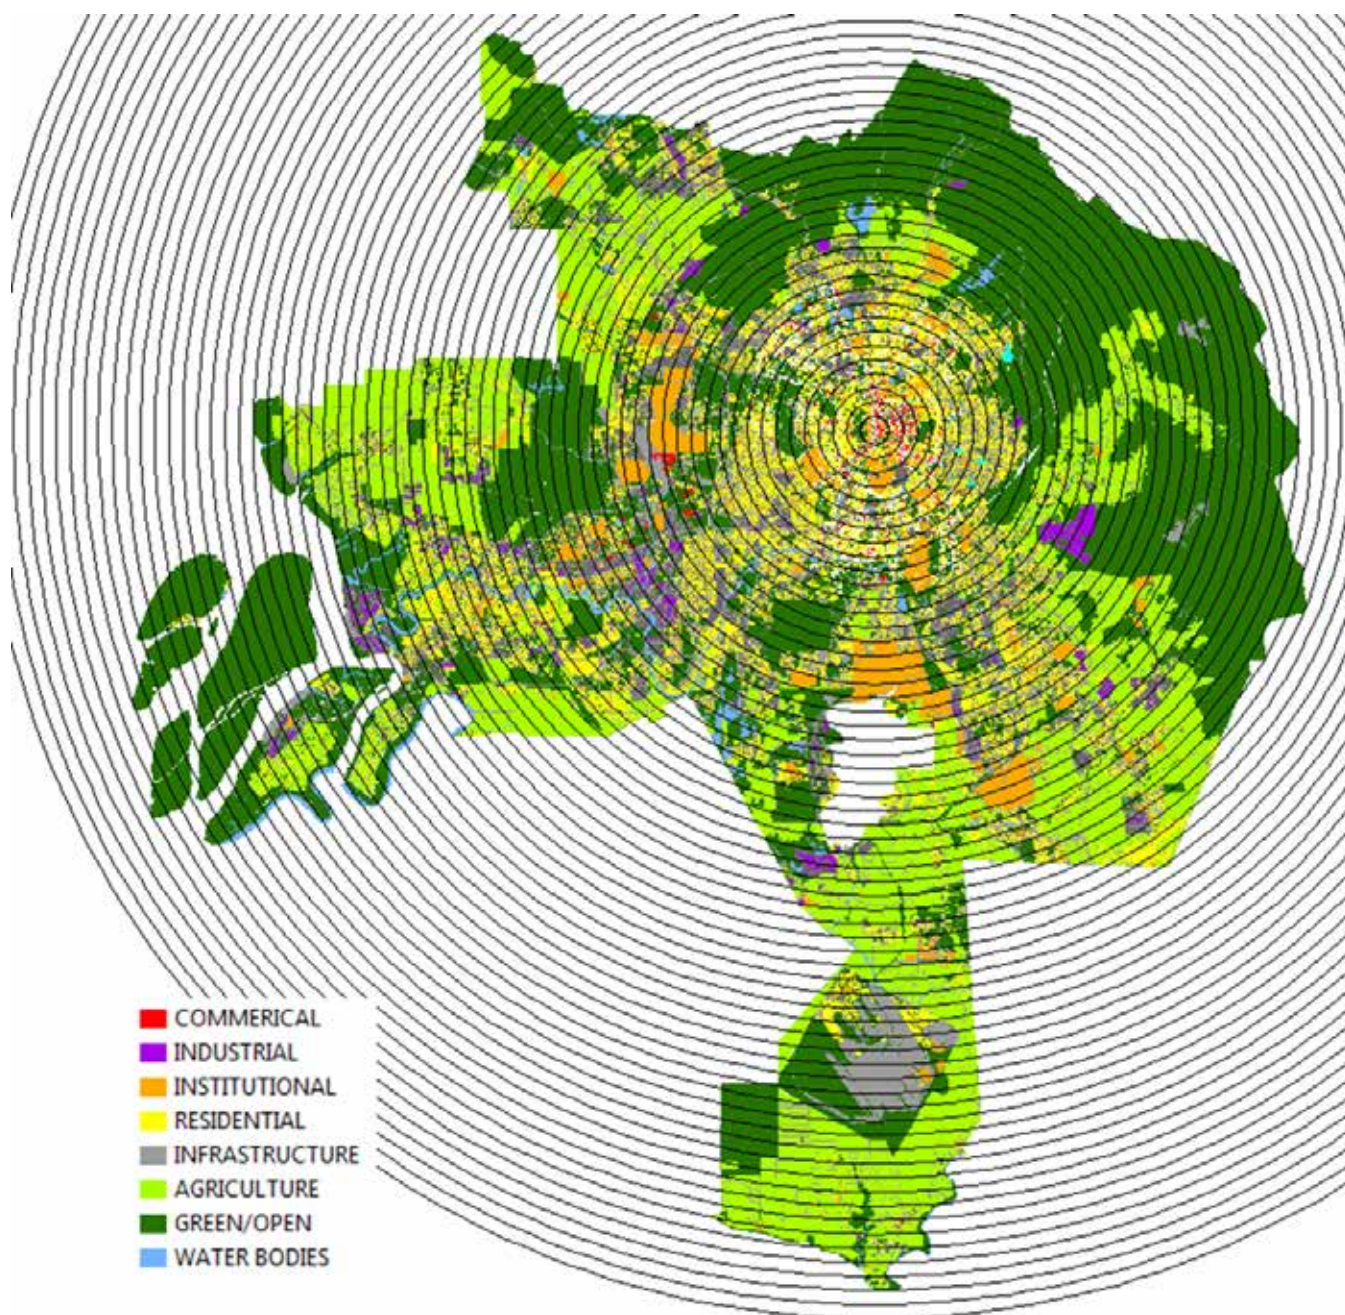 COMMERICAL
INDUSTRIAL
INSTITUTIONAL
RESIDENTIAL
INFRASTRUCTURE
AGRICULTURE
GREEN/OPEN
WATER BODIES